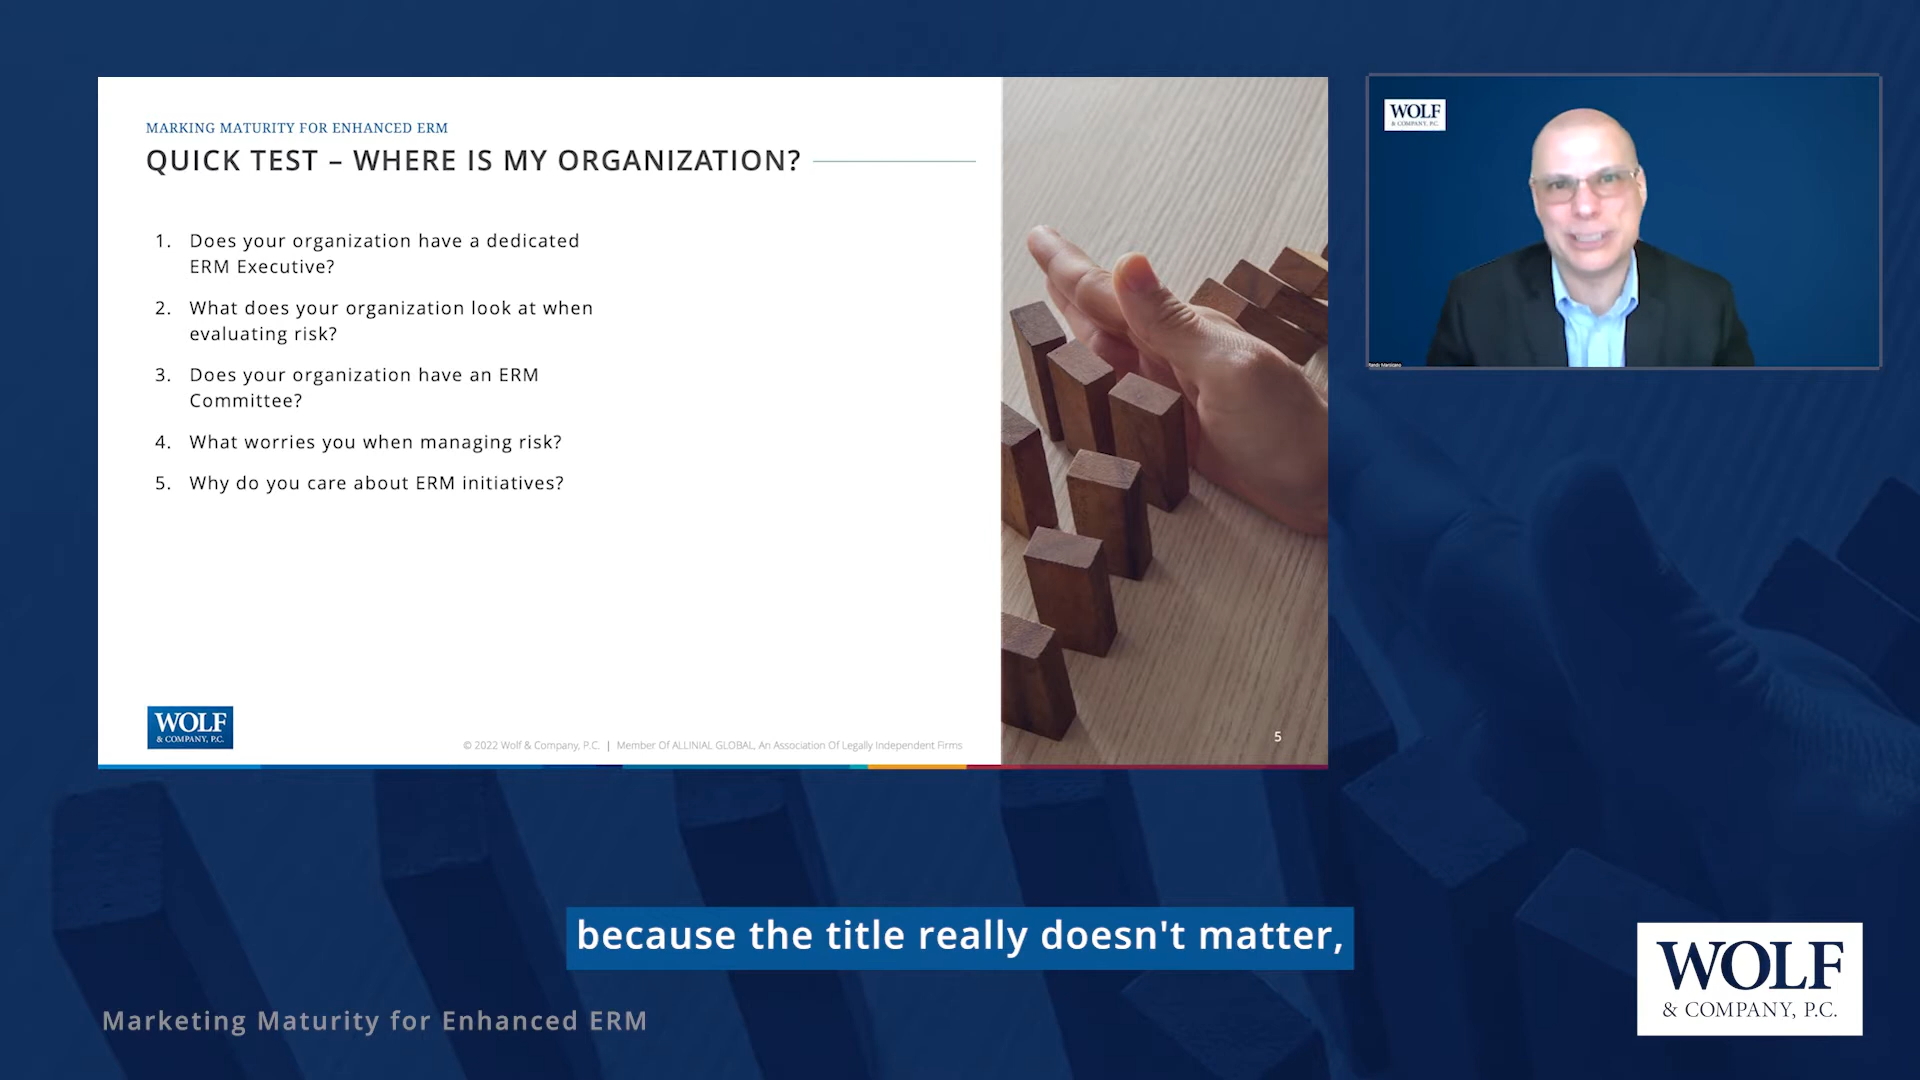 MARKING MATURITY FOR ENHANCED ERM
QUICK TEST – WHERE IS MY ORGANIZATION?
1. Does your organization have a dedicated
ERM Executive?
2. What does your organization look at when
evaluating risk?
3. Does your organization have an ERM
Committee?
4. What worries you when managing risk?
5. Why do you care about ERM initiatives?
WOLF
& COMPANY, P.C.
© 2022 Wolf & Company, P.C. | Member Of ALLINIAL GLOBAL, An Association Of Legally Independent Firms
5
WOLF
& COMPANY, P.C.
because the title really doesn't matter,
Marketing Maturity for Enhanced ERM
WOLF
& COMPANY, P.C.